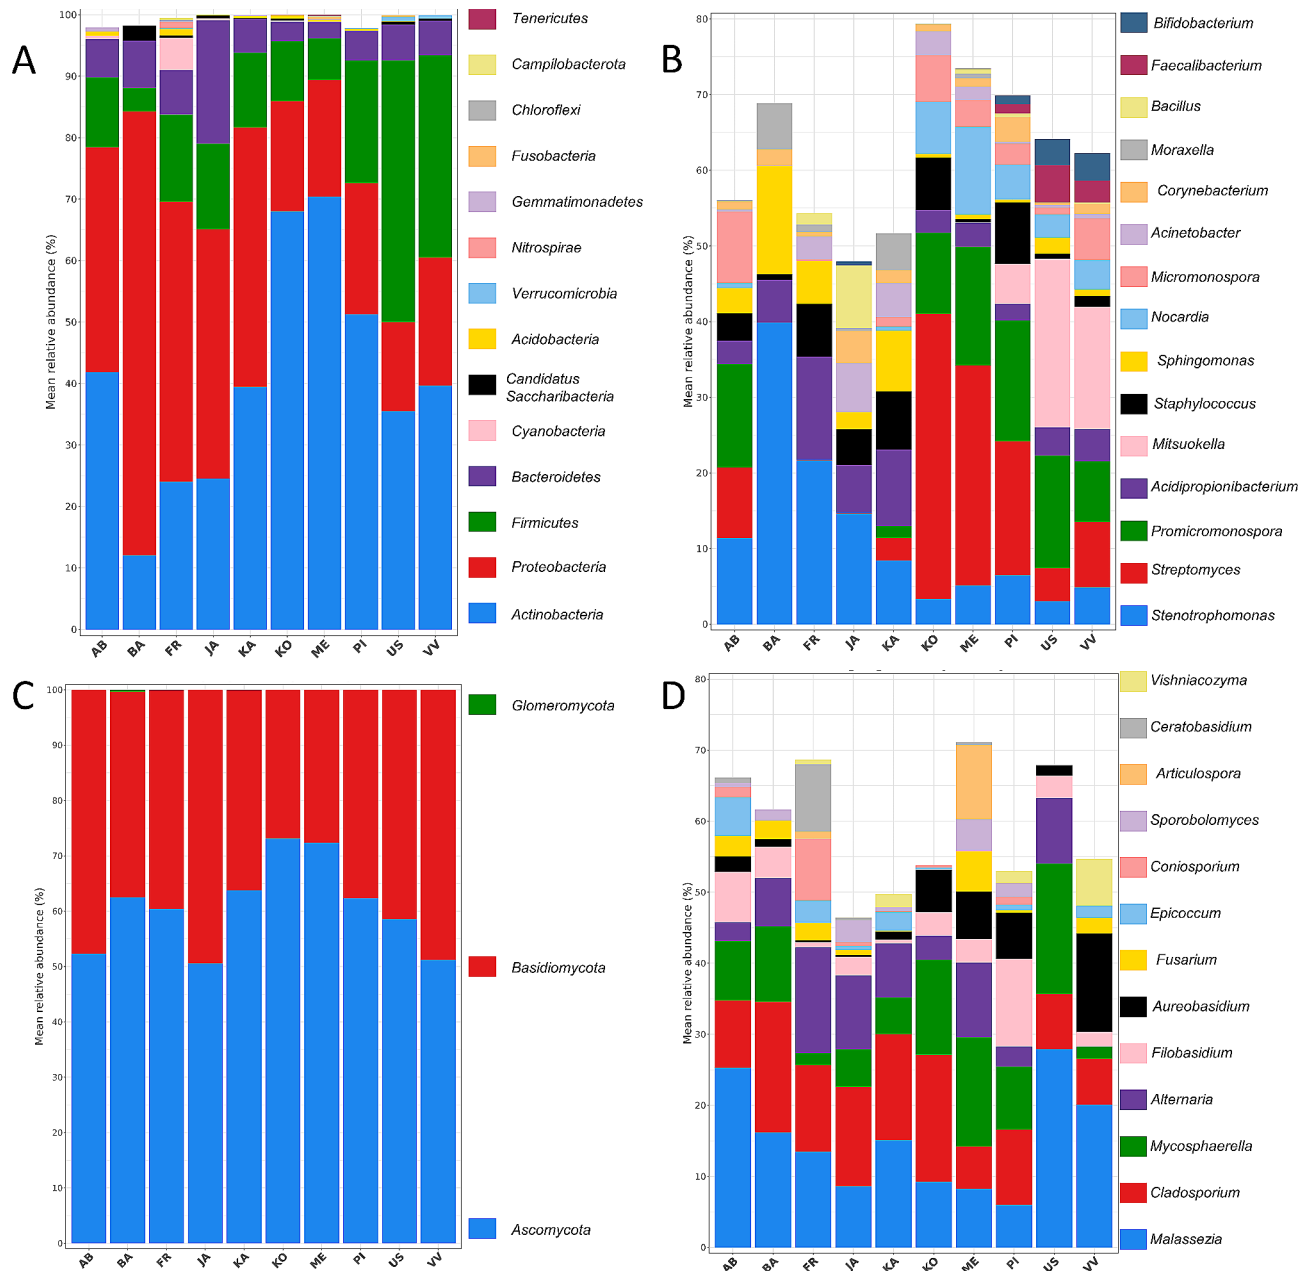 A
Mean relative abundance (%)
100
90
80
70
60
50
40
30
20
10
0
AB BA FR JA KA KO ME PI US VV
Tenericutes
Campilobacterota
Chloroflexi
Fusobacteria
Gemmatimonadetes
Nitrospirae
Verrucomicrobia
Acidobacteria
Candidatus
Saccharibacteria
Cyanobacteria
Bacteroidetes
Firmicutes
Proteobacteria
Actinobacteria
B
Mean relative abundance (%)
80
70
60
50
40
30
20
10
0
AB BA FR JA KA KO ME PI US VV
Bifidobacterium
Faecalibacterium
Bacillus
Moraxella
Corynebacterium
Acinetobacter
Micromonospora
Nocardia
Sphingomonas
Staphylococcus
Mitsuokella
Acidipropionibacterium
Promicromonospora
Streptomyces
Stenotrophomonas
C
Mean relative abundance (%)
100
90
80
70
60
50
40
30
20
10
0
AB BA FR JA KA KO ME PI US VV
Glomeromycota
Basidiomycota
Ascomycota
D
Mean relative abundance (%)
80
70
60
50
40
30
20
10
0
AB BA FR JA KA KO ME PI US VV
Vishniacozyma
Ceratobasidium
Articulospora
Sporobolomyces
Coniosporium
Epicoccum
Fusarium
Aureobasidium
Filobasidium
Alternaria
Mycosphaerella
Cladosporium
Malassezia